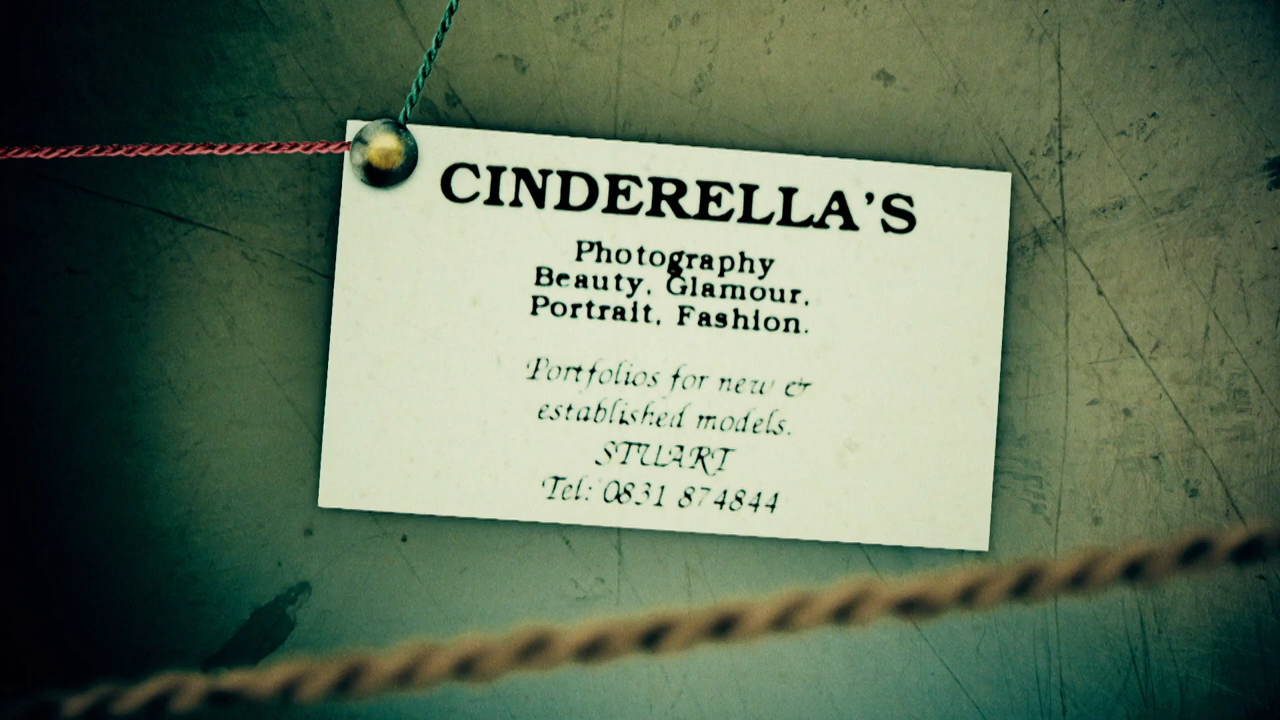 CINDERELLA'S
Photography
Beauty, Glamour,
Portrait, Fashion.
Portfolios for new &
established models.
STUART
Tel: 0831 874844